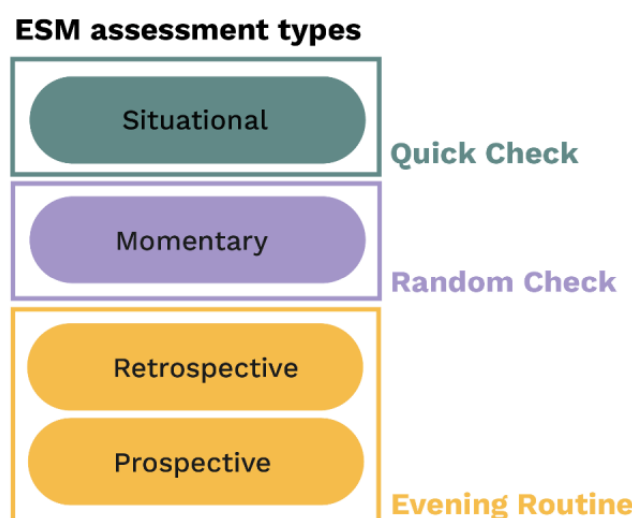 ESM assessment types
Situational
Quick Check
Momentary
Random Check
Retrospective
Prospective
Evening Routine